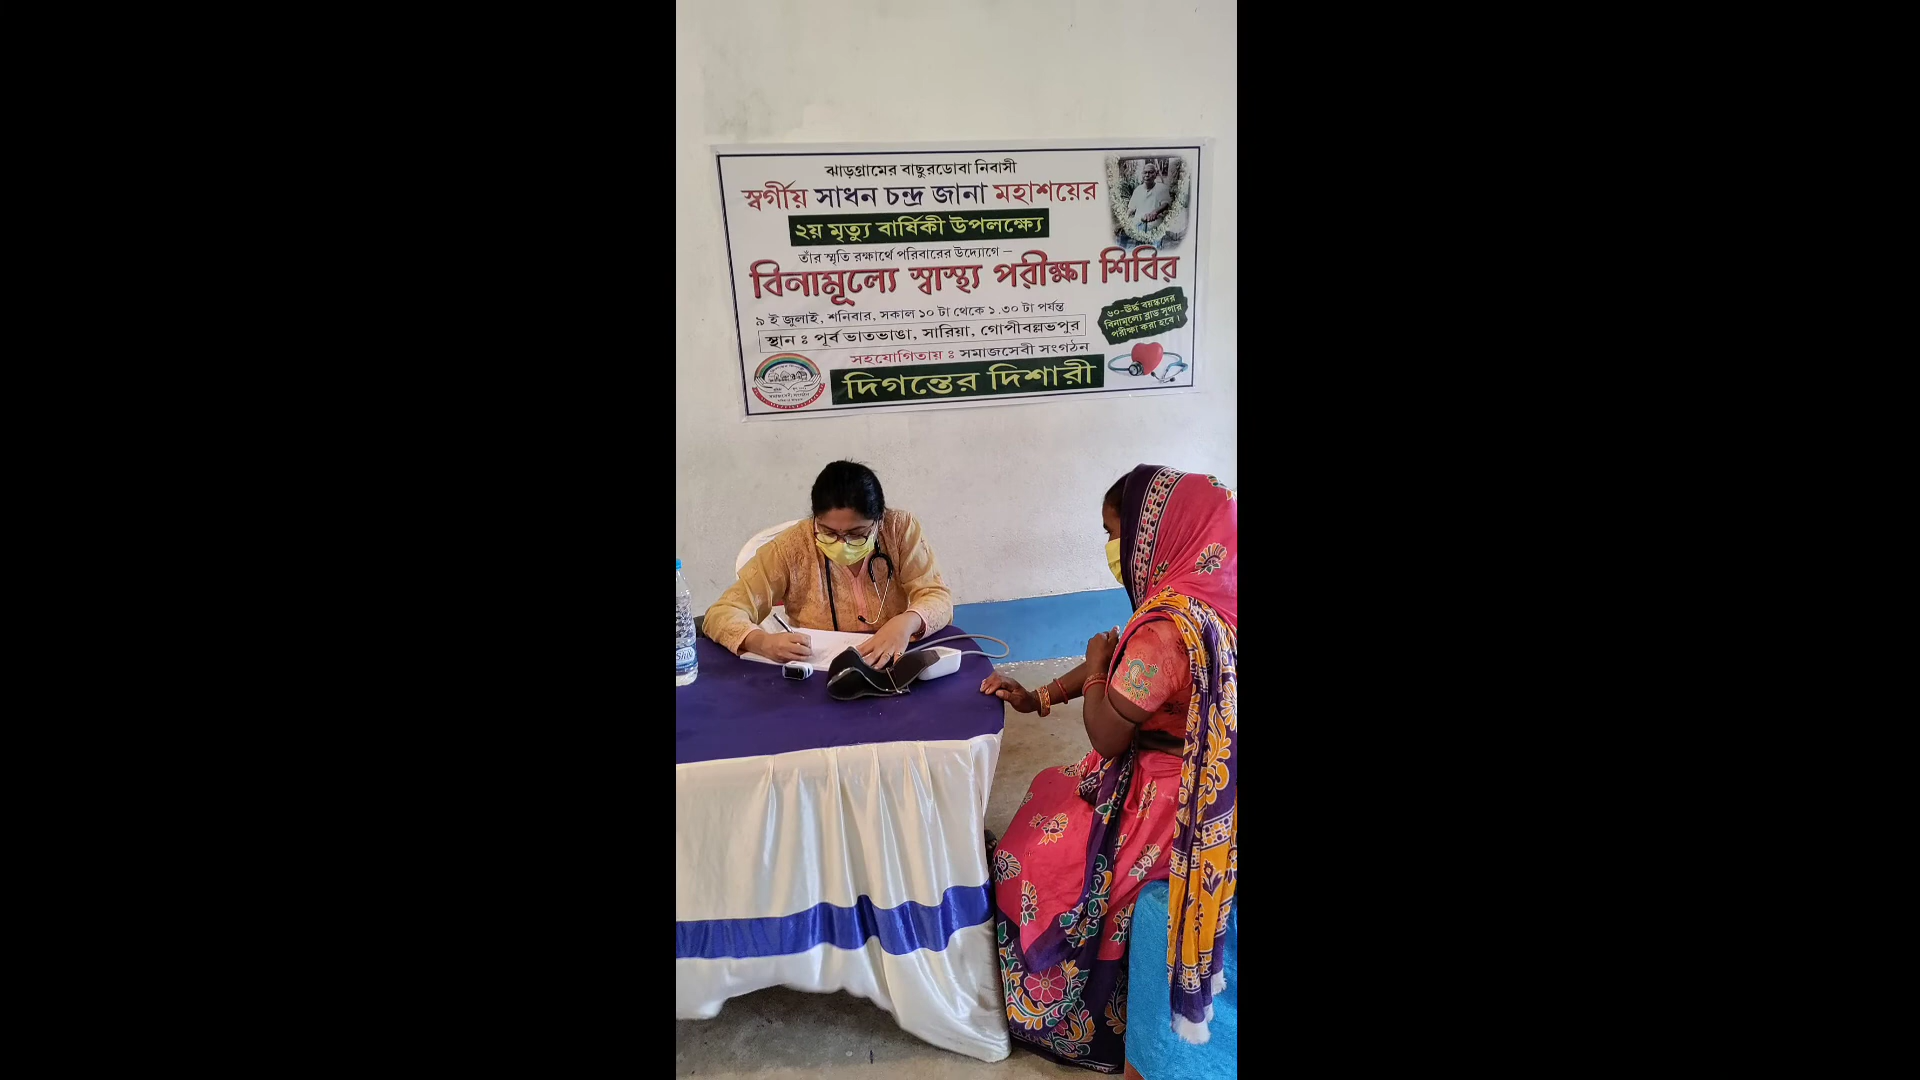 ঝাড়গ্রামের বাছুরডোবা নিবাসী
স্বর্গীয় সাধন চন্দ্র জানা মহাশয়ের
২য় মৃত্যু বার্ষিকী উপলক্ষ্যে
তাঁর স্মৃতি রক্ষার্থে পরিবারের উদ্যোগে –
বিনামূল্যে স্বাস্থ্য পরীক্ষা শিবির
৯ ই জুলাই, শনিবার, সকাল ১০ টা থেকে ১.৩০ টা পর্যন্ত
স্থান ঃ পূর্ব ভাতভাঙা, সারিয়া, গোপীবল্লভপুর
৬০-ঊর্দ্ধ বয়স্কদের
বিনামূল্যে ব্লাড সুগার
পরীক্ষা করা হবে।
সহযোগিতায় ঃ সমাজসেবী সংগঠন
দিগন্তের দিশারী